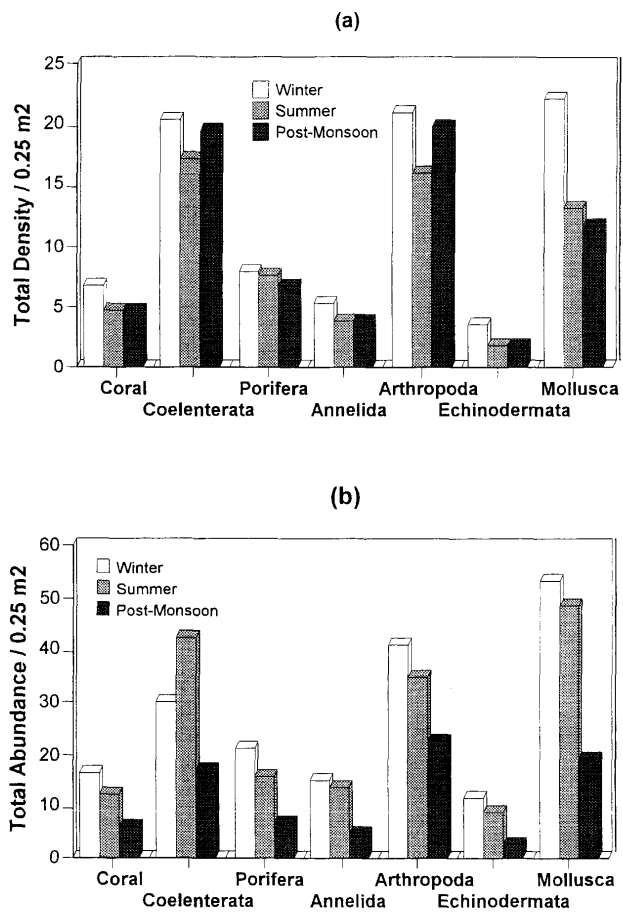 (a)
25
20
15
10
5
0
Total Density / 0.25 m2
Winter
Summer
Post-Monsoon
Coral
Porifera
Arthropoda
Mollusca
Coelenterata
Annelida
Echinodermata
(b)
60
50
40
30
20
10
0
Total Abundance / 0.25 m2
Winter
Summer
Post-Monsoon
Coral
Porifera
Arthropoda
Mollusca
Coelenterata
Annelida
Echinodermata